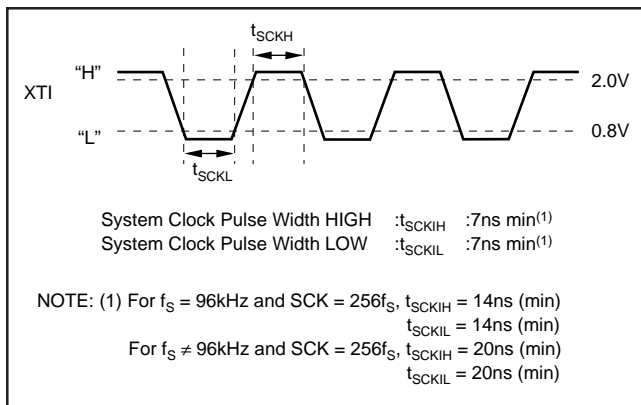 tSCKH
"H"
2.0V
XTI
0.8V
"L"
tSCKL
System Clock Pulse Width HIGH :tSCKIH :7ns min(1)
System Clock Pulse Width LOW :tSCKIL :7ns min(1)
NOTE: (1) For fS = 96kHz and SCK = 256fS, tSCKIH = 14ns (min)
tSCKIL = 14ns (min)
For fS ≠ 96kHz and SCK = 256fS, tSCKIH = 20ns (min)
tSCKIL = 20ns (min)